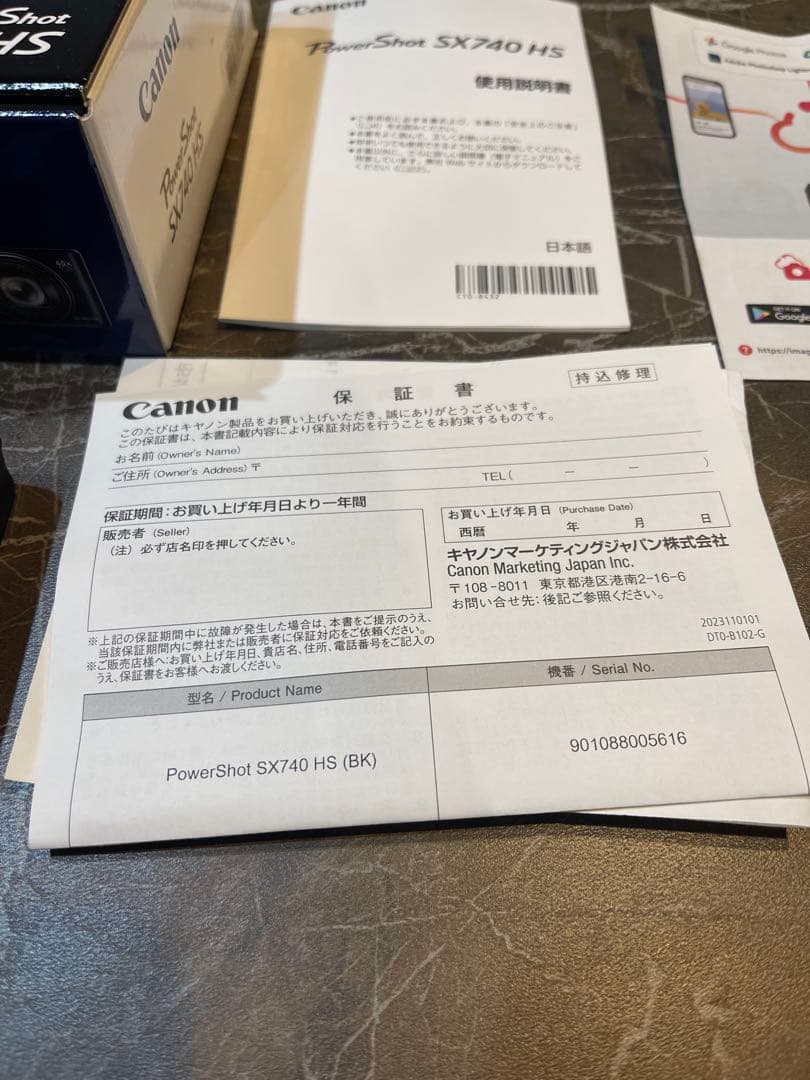 Shot
HS
Canon
PowerShot
SX740 HS
40x
Canon
PowerShot SX740 HS
使用説明書
日本語
Google Photos
GET IT ON
Google
https://imag
Canon
保証書
持込修理
このたびはキヤノン製品をお買い上げいただき、誠にありがとうございます。
この保証書は、本書記載内容により保証対応を行うことをお約束するものです。
お名前 (Owner's Name)
ご住所 (Owner's Address) 〒
TEL ( － － )
保証期間：お買い上げ年月日より一年間
販売者 (Seller)
（注）必ず店名印を押してください。
お買い上げ年月日 (Purchase Date)
西暦 年 月 日
キヤノンマーケティングジャパン株式会社
Canon Marketing Japan Inc.
〒108-8011 東京都港区港南2-16-6
お問い合せ先：後記ご参照ください。
※上記の保証期間中に故障が発生した場合は、本書をご提示のうえ、
当該保証期間内に弊社または販売者に保証対応をご依頼ください。
※ご販売店様へ：お買い上げ年月日、貴店名、住所、電話番号をご記入の
うえ、保証書をお客様へお渡しください。
2023110101
DT0-B102-G
型名 / Product Name
機番 / Serial No.
PowerShot SX740 HS (BK)
901088005616